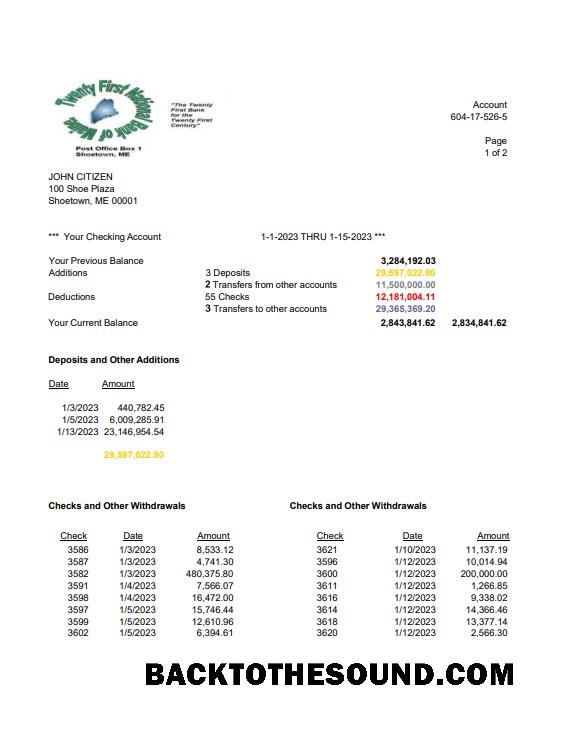 Twenty First National Bank of Maine
"The Twenty
First Bank
for the
Twenty First
Century"
Post Office Box 1
Shoetown, ME
Account
604-17-526-5
Page
1 of 2
JOHN CITIZEN
100 Shoe Plaza
Shoetown, ME 00001
*** Your Checking Account 1-1-2023 THRU 1-15-2023 ***
Your Previous Balance 3,284,192.03
Additions 3 Deposits 29,597,022.90
2 Transfers from other accounts 11,500,000.00
Deductions 55 Checks 12,181,004.11
3 Transfers to other accounts 29,365,369.20
Your Current Balance 2,843,841.62 2,834,841.62
Deposits and Other Additions
Date Amount
1/3/2023 440,782.45
1/5/2023 6,009,285.91
1/13/2023 23,146,954.54
29,597,022.90
Checks and Other Withdrawals Checks and Other Withdrawals
Check Date Amount Check Date Amount
3586 1/3/2023 8,533.12 3621 1/10/2023 11,137.19
3587 1/3/2023 4,741.30 3596 1/12/2023 10,014.94
3582 1/3/2023 480,375.80 3600 1/12/2023 200,000.00
3591 1/4/2023 7,566.07 3611 1/12/2023 1,266.85
3598 1/4/2023 16,472.00 3616 1/12/2023 9,338.02
3597 1/5/2023 15,746.44 3614 1/12/2023 14,366.46
3599 1/5/2023 12,610.96 3618 1/12/2023 13,377.14
3602 1/5/2023 6,394.61 3620 1/12/2023 2,566.30
BACKTOTHESOUND.COM